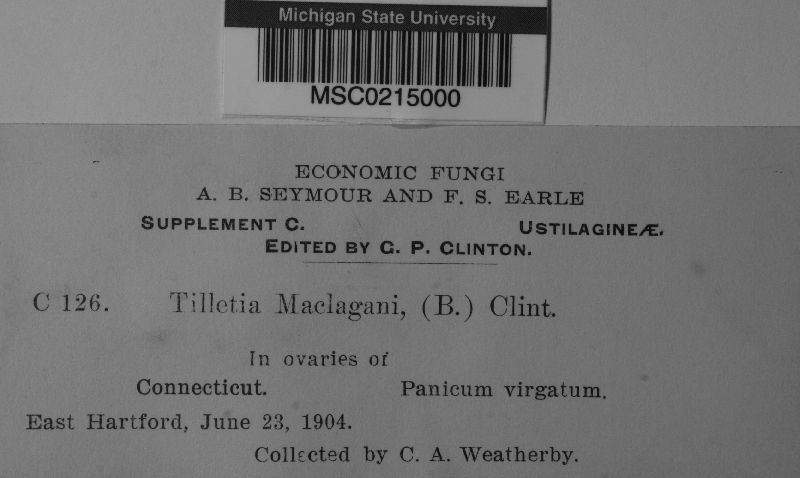 Michigan State University
MSC0215000
ECONOMIC FUNGI
A. B. SEYMOUR AND F. S. EARLE
SUPPLEMENT C. USTILAGINEÆ.
EDITED BY G. P. CLINTON.
C 126. Tilletia Maclagani, (B.) Clint.
In ovaries of
Connecticut. Panicum virgatum.
East Hartford, June 23, 1904.
Collected by C. A. Weatherby.